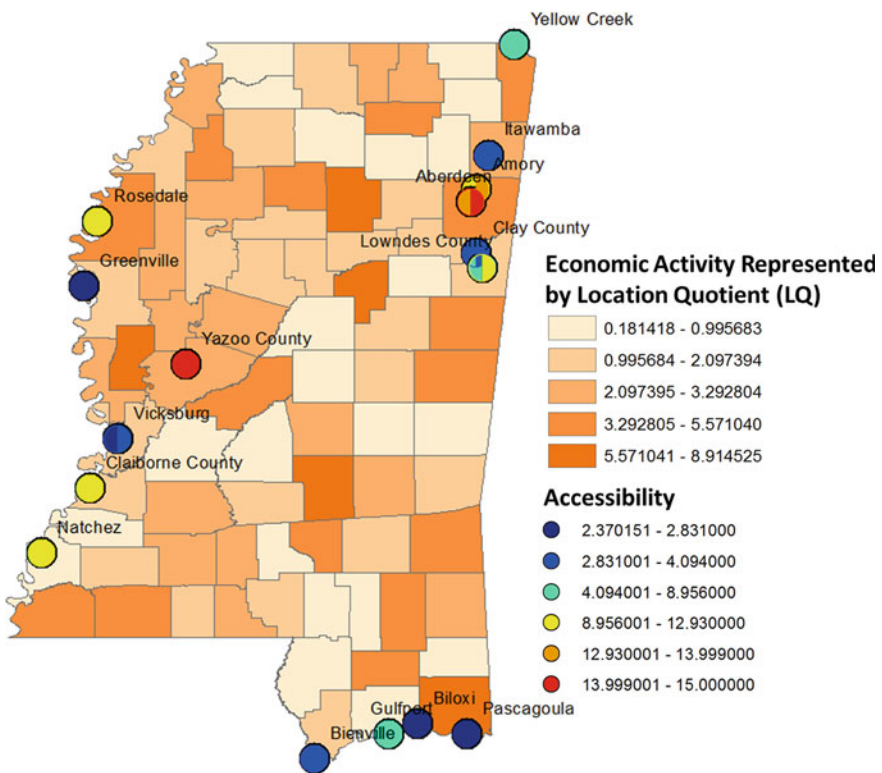 Yellow Creek
Itawamba
Amory
Aberdeen
Rosedale
Clay County
Lowndes County
Greenville
Yazoo County
Vicksburg
Claiborne County
Natchez
Biloxi
Gulfport
Pascagoula
Bienville
Economic Activity Represented
by Location Quotient (LQ)
0.181418 - 0.995683
0.995684 - 2.097394
2.097395 - 3.292804
3.292805 - 5.571040
5.571041 - 8.914525
Accessibility
2.370151 - 2.831000
2.831001 - 4.094000
4.094001 - 8.956000
8.956001 - 12.930000
12.930001 - 13.999000
13.999001 - 15.000000